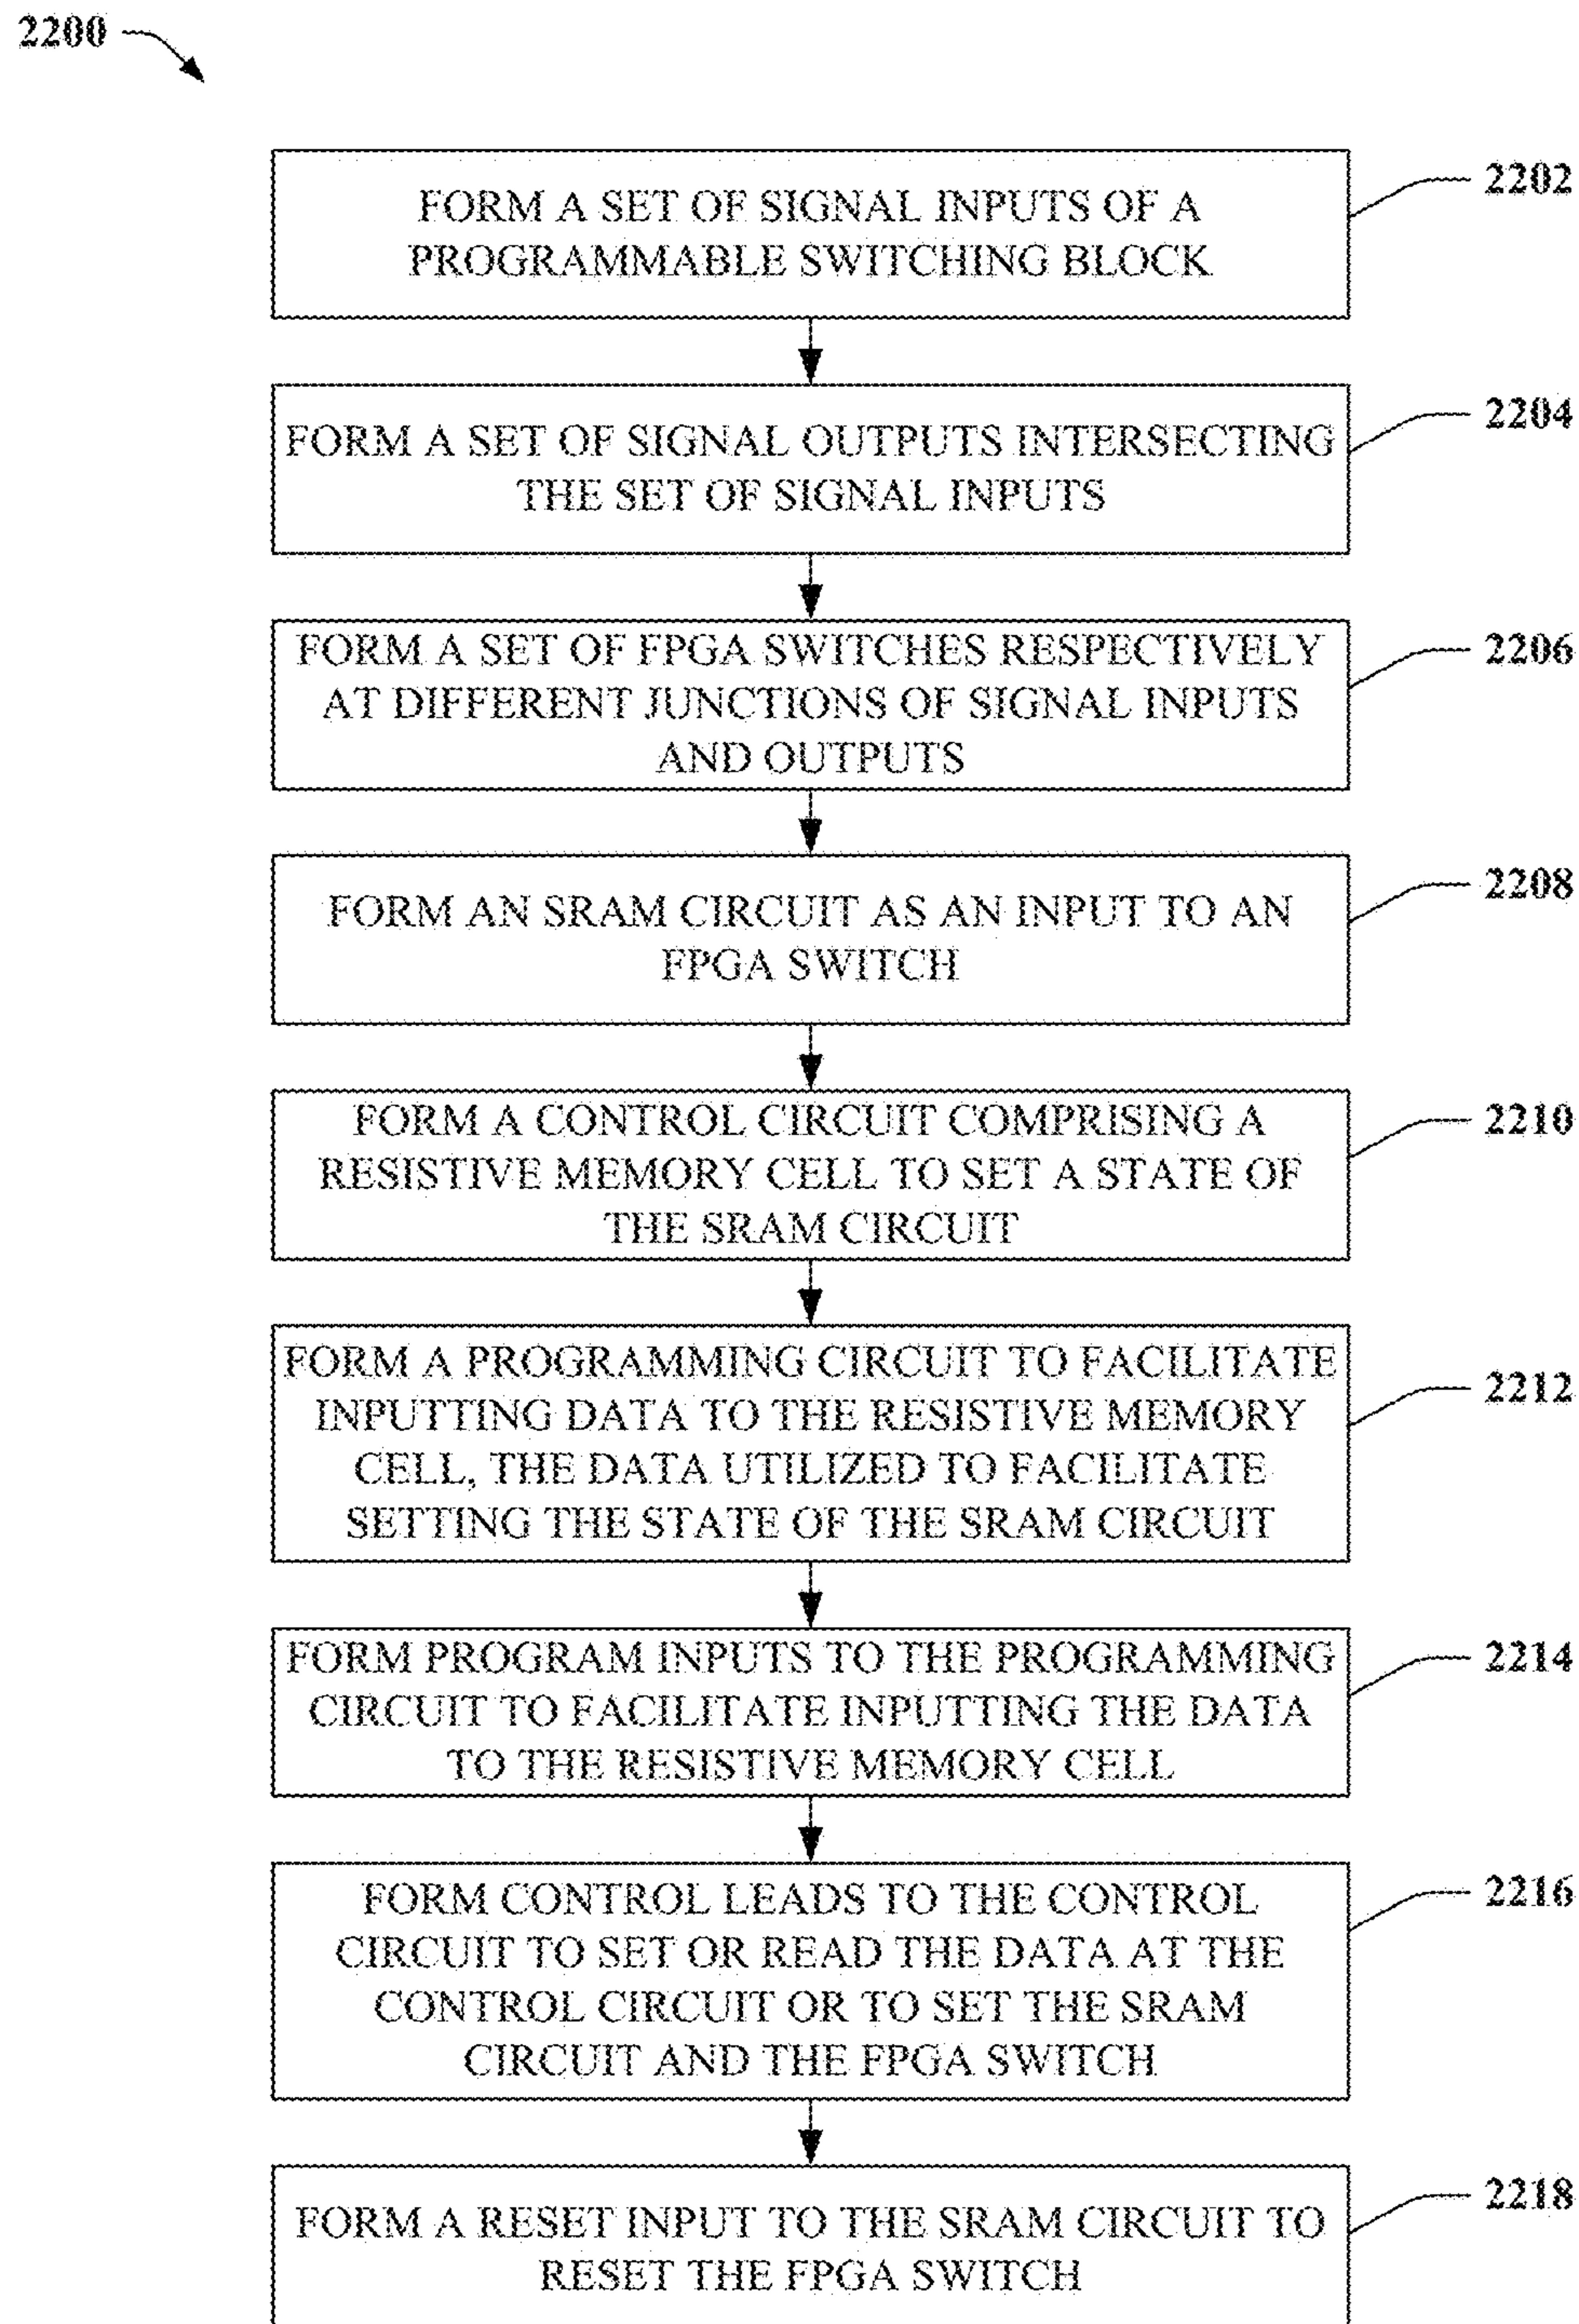 2200
FORM A SET OF SIGNAL INPUTS OF A
PROGRAMMABLE SWITCHING BLOCK
2202
FORM A SET OF SIGNAL OUTPUTS INTERSECTING
THE SET OF SIGNAL INPUTS
2204
FORM A SET OF FPGA SWITCHES RESPECTIVELY
AT DIFFERENT JUNCTIONS OF SIGNAL INPUTS
AND OUTPUTS
2206
FORM AN SRAM CIRCUIT AS AN INPUT TO AN
FPGA SWITCH
2208
FORM A CONTROL CIRCUIT COMPRISING A
RESISTIVE MEMORY CELL TO SET A STATE OF
THE SRAM CIRCUIT
2210
FORM A PROGRAMMING CIRCUIT TO FACILITATE
INPUTTING DATA TO THE RESISTIVE MEMORY
CELL, THE DATA UTILIZED TO FACILITATE
SETTING THE STATE OF THE SRAM CIRCUIT
2212
FORM PROGRAM INPUTS TO THE PROGRAMMING
CIRCUIT TO FACILITATE INPUTTING THE DATA
TO THE RESISTIVE MEMORY CELL
2214
FORM CONTROL LEADS TO THE CONTROL
CIRCUIT TO SET OR READ THE DATA AT THE
CONTROL CIRCUIT OR TO SET THE SRAM
CIRCUIT AND THE FPGA SWITCH
2216
FORM A RESET INPUT TO THE SRAM CIRCUIT TO
RESET THE FPGA SWITCH
2218